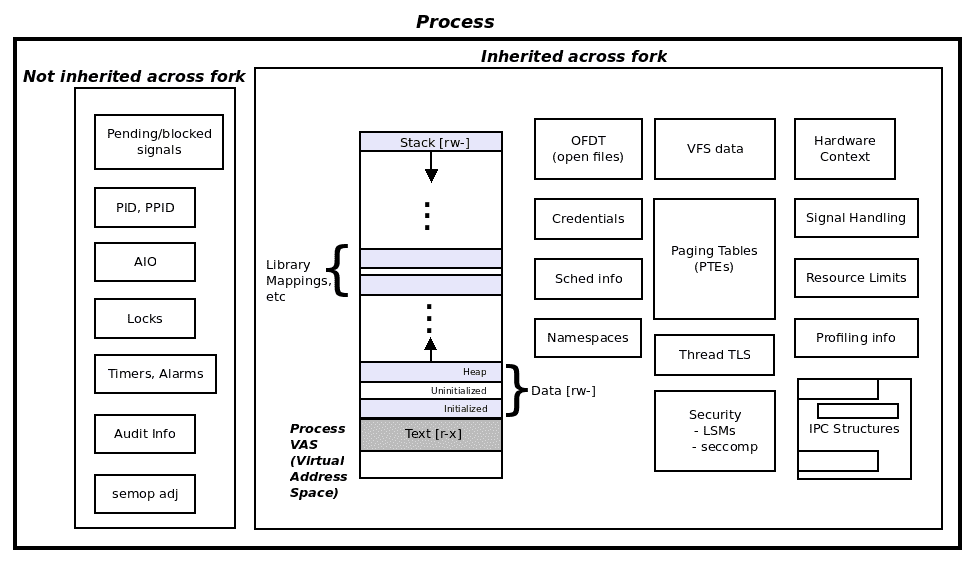 Process
Not inherited across fork
Pending/blocked
signals
PID, PPID
AIO
Locks
Timers, Alarms
Audit Info
semop adj
Inherited across fork
Stack [rw-]
Library
Mappings,
etc
Heap
Uninitialized
Initialized
Data [rw-]
Text [r-x]
Process
VAS
(Virtual
Address
Space)
OFDT
(open files)
Credentials
Sched info
Namespaces
VFS data
Paging Tables
(PTEs)
Thread TLS
Security
- LSMs
- seccomp
Hardware
Context
Signal Handling
Resource Limits
Profiling info
IPC Structures